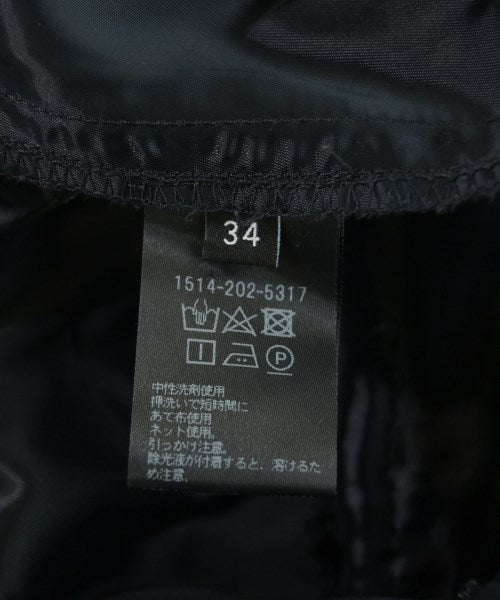 34
1514-202-5317
中性洗剤使用
押洗いで短時間に
あて布使用
ネット使用。
引っかけ注意。
除光液が付着すると、溶けるた
め注意。